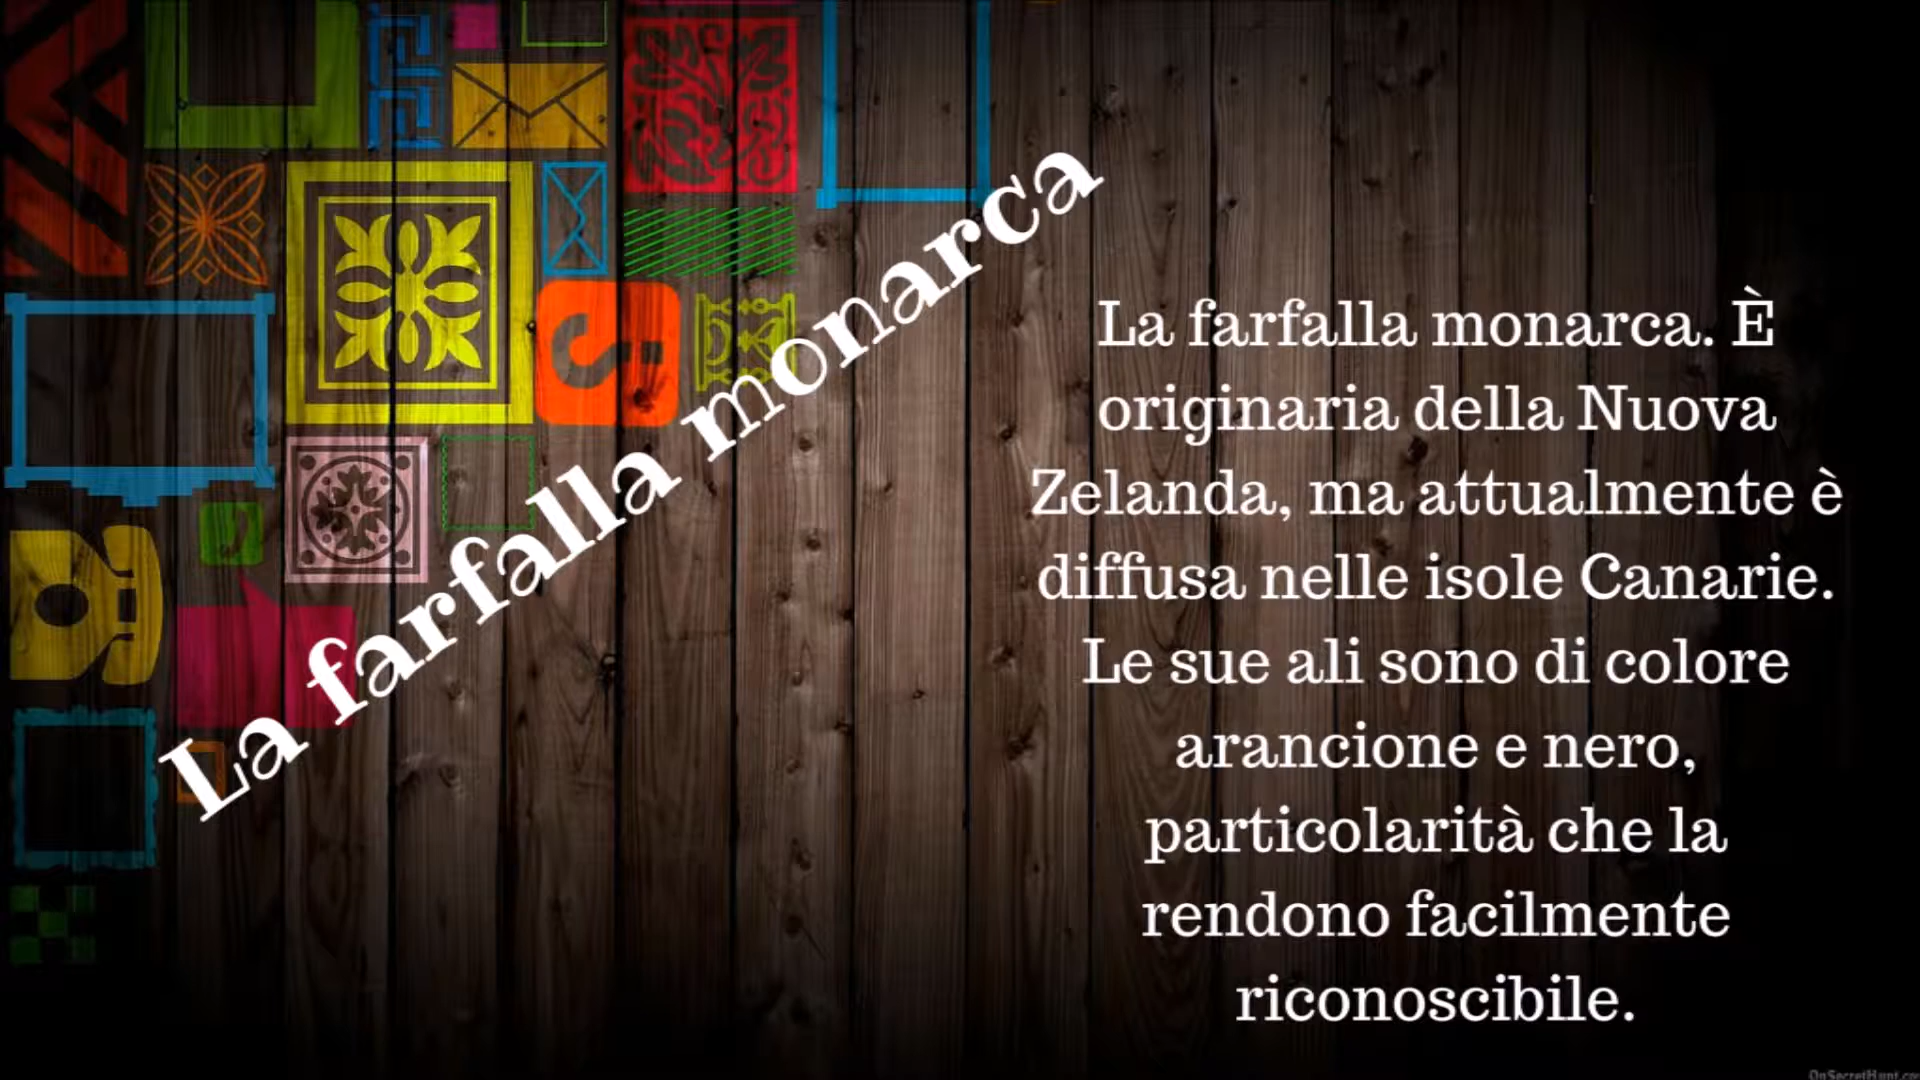 La farfalla monarca
La farfalla monarca. È
originaria della Nuova
Zelanda, ma attualmente è
diffusa nelle isole Canarie.
Le sue ali sono di colore
arancione e nero,
particolarità che la
rendono facilmente
riconoscibile.